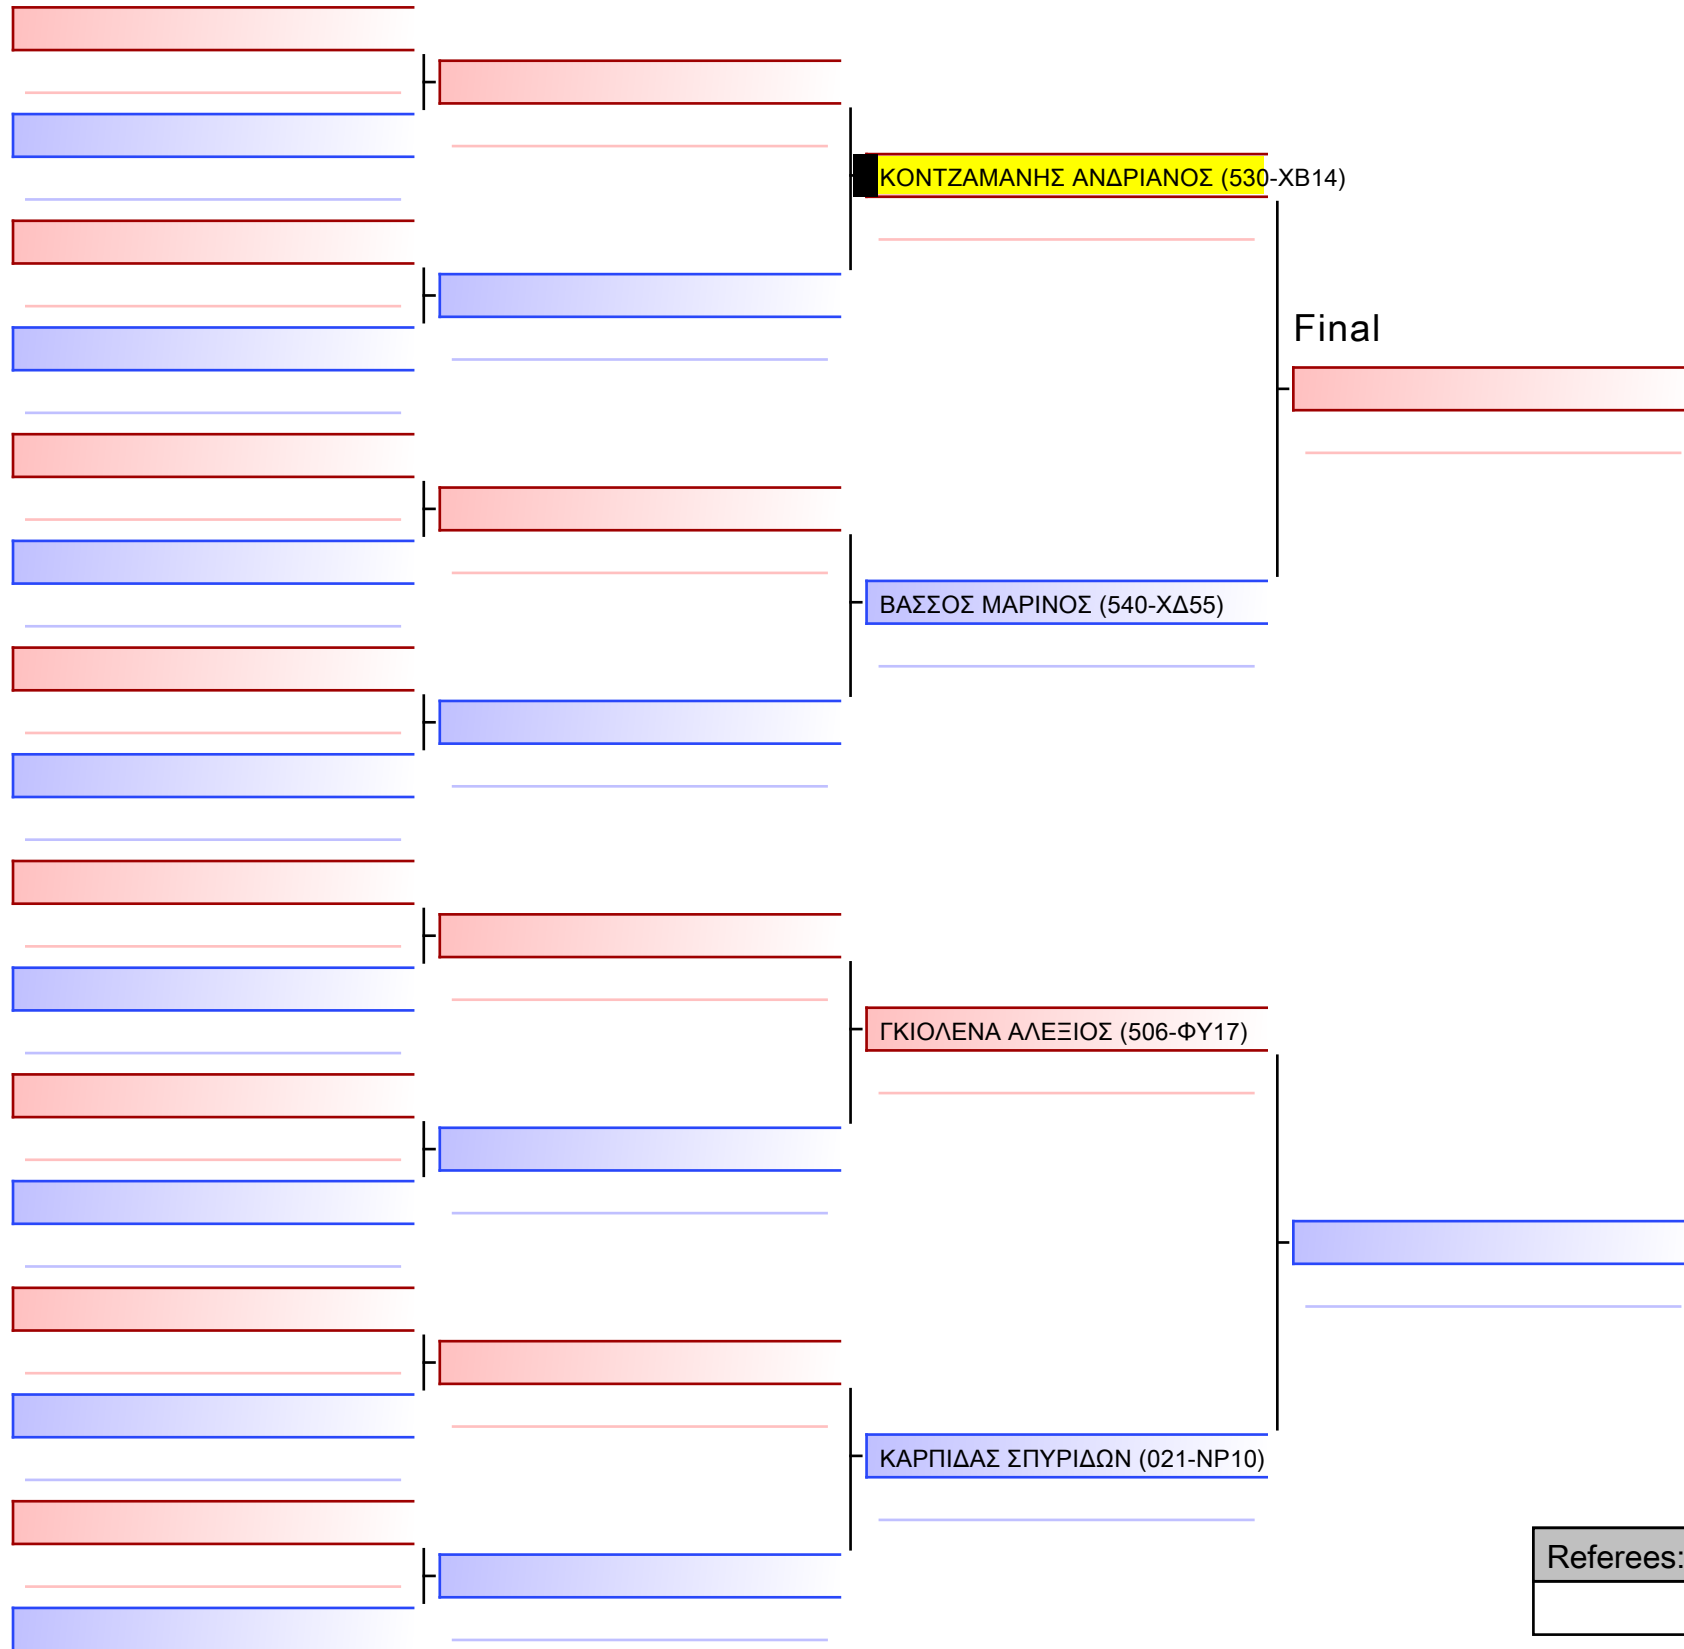 ΚΟΝΤΖΑΜΑΝΗΣ ΑΝΔΡΙΑΝΟΣ (530-ΧΒ14)
Final
ΒΑΣΣΟΣ ΜΑΡΙΝΟΣ (540-ΧΔ55)
ΓΚΙΟΛΕΝΑ ΑΛΕΞΙΟΣ (506-ΦΥ17)
ΚΑΡΠΙΔΑΣ ΣΠΥΡΙΔΩΝ (021-ΝΡ10)
Referees: